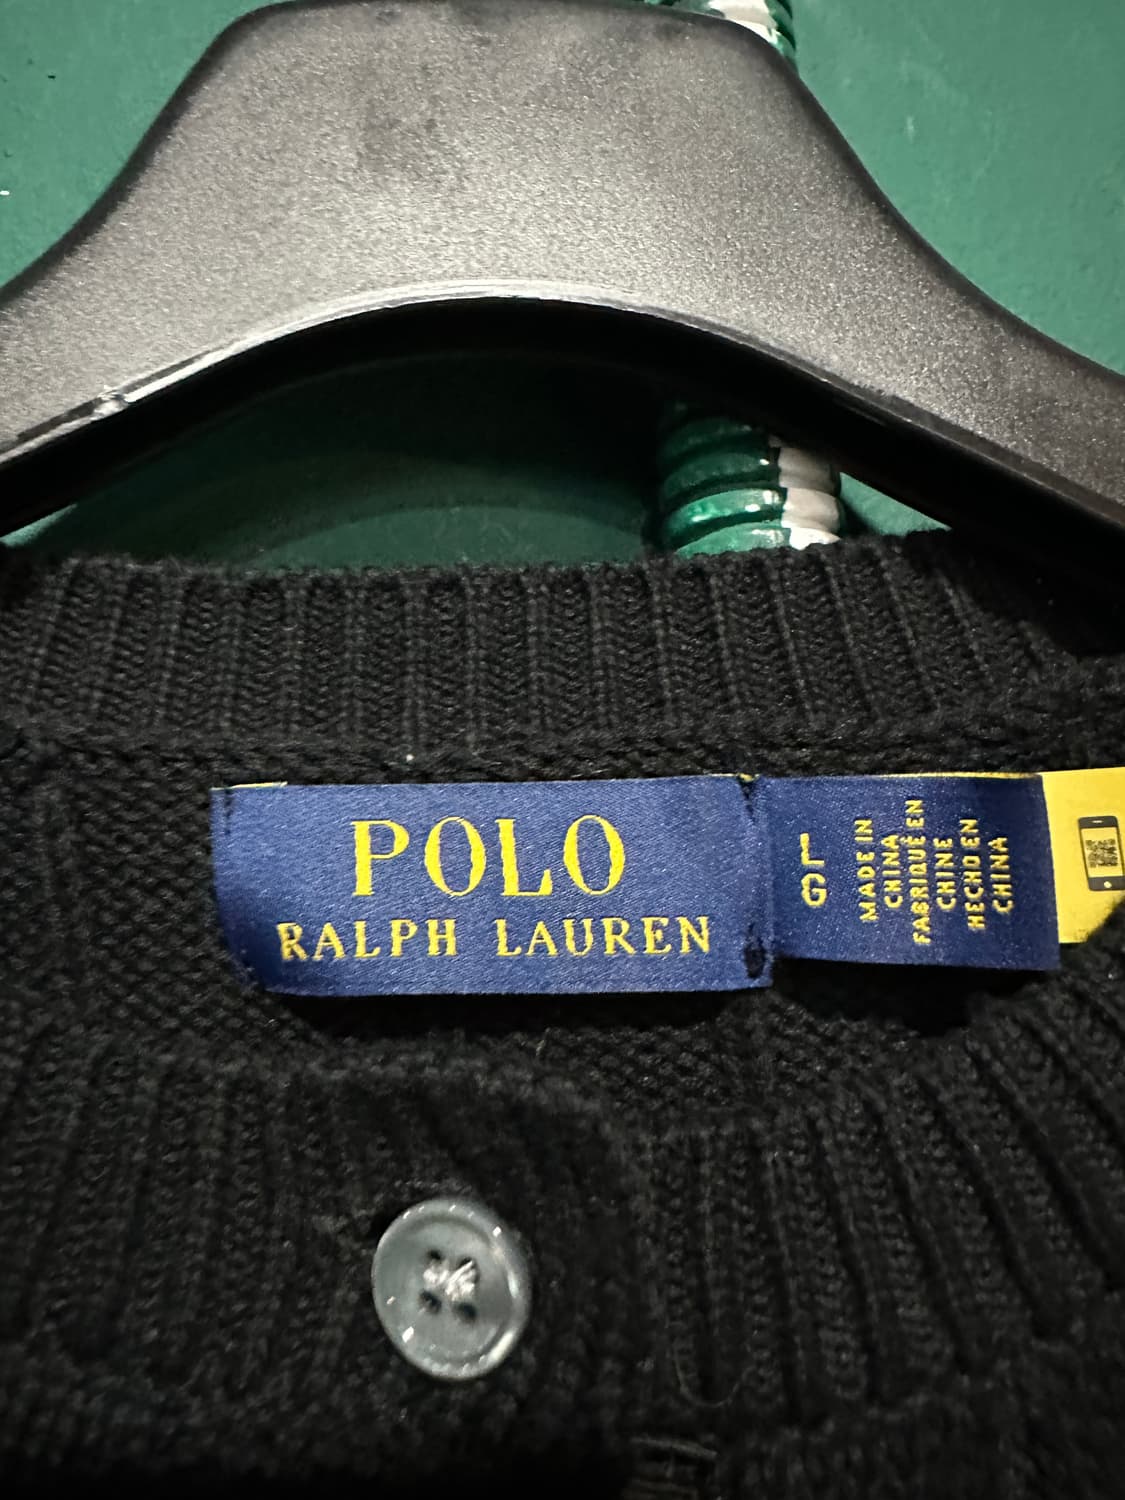 POLO
RALPH LAUREN
L
G
MADE IN
CHINA
FABRIQUÉ EN
CHINE
HECHO EN
CHINA